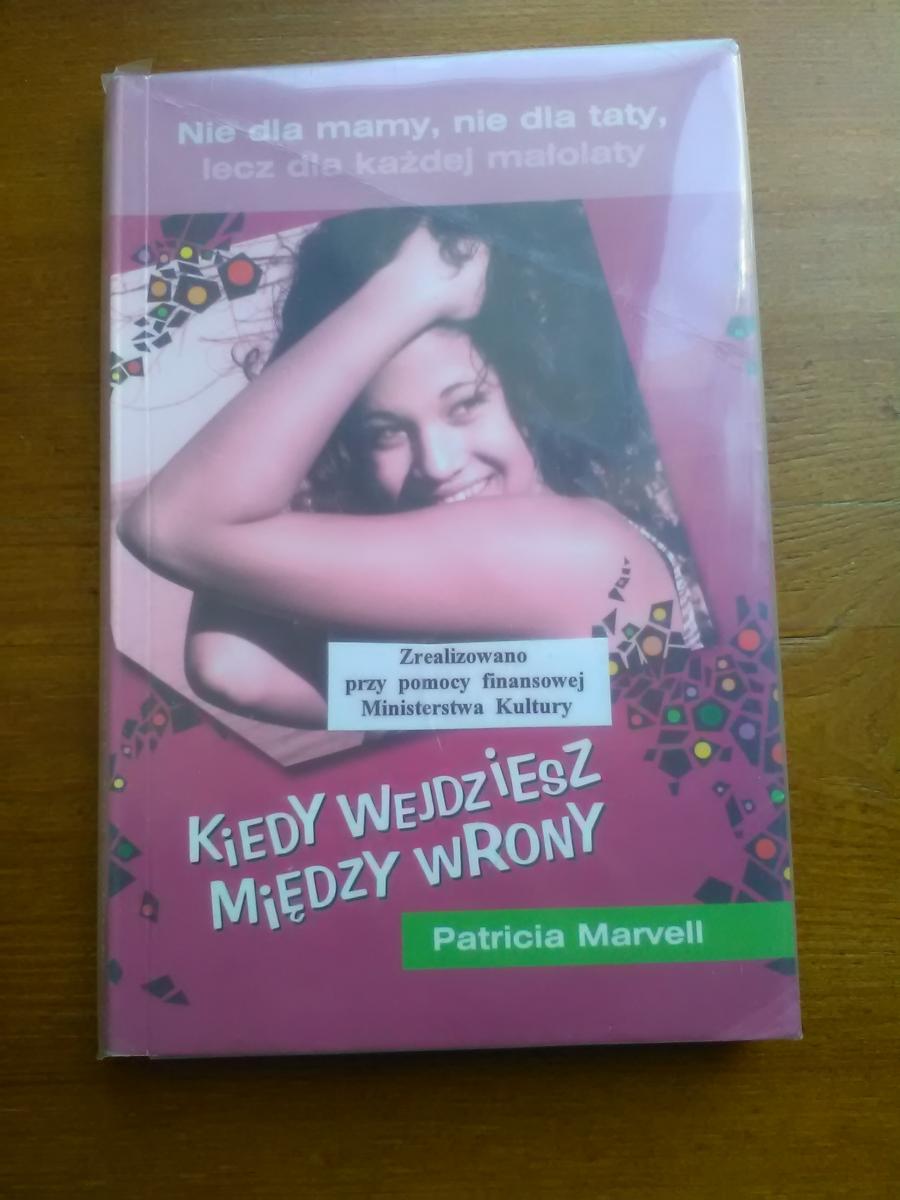 Nie dla mamy, nie dla taty,
lecz dla każdej małolaty
Zrealizowano
przy pomocy finansowej
Ministerstwa Kultury
KiEDY WEJDZiESZ
MiĘDZY WRONY
Patricia Marvell